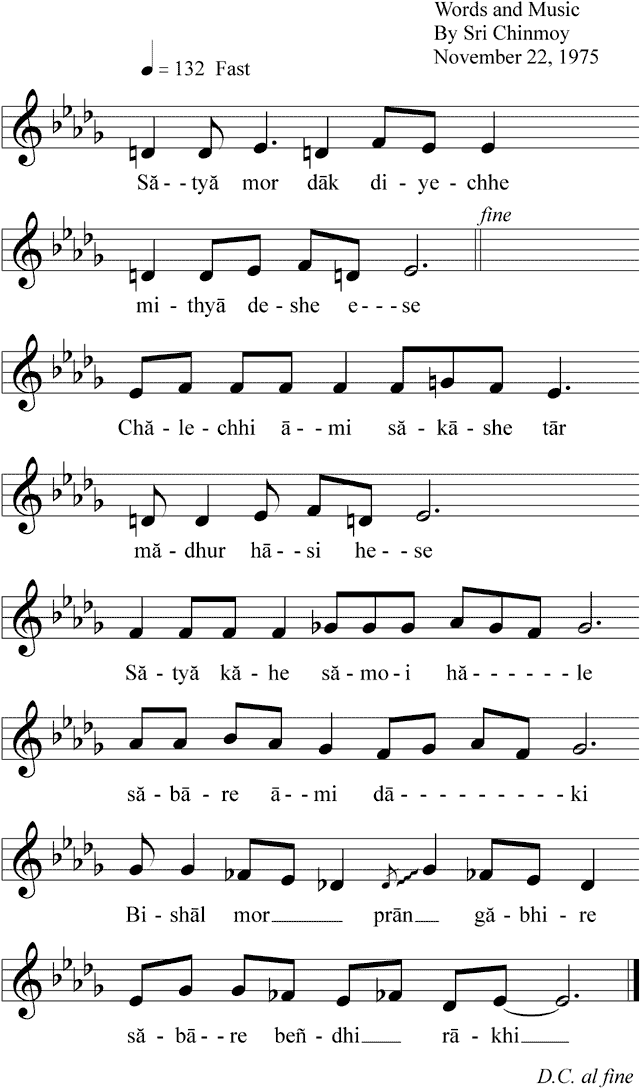 Words and Music
By Sri Chinmoy
November 22, 1975
♩ = 132 Fast
Să - - tyă mor dāk di - ye - chhe
fine
mi - thyā de - she e - - - se
Chă - le - chhi ā - - mi să - kā - she tār
mă - dhur hā - - si he - - se
Să - tyă kă - he să - mo - i hă - - - - - - le
să - bā - re ā - - mi dā - - - - - - - - - - ki
Bi - shāl mor prān gă - bhi - re
să - bā - - re beñ - dhi rā - khi
D.C. al fine